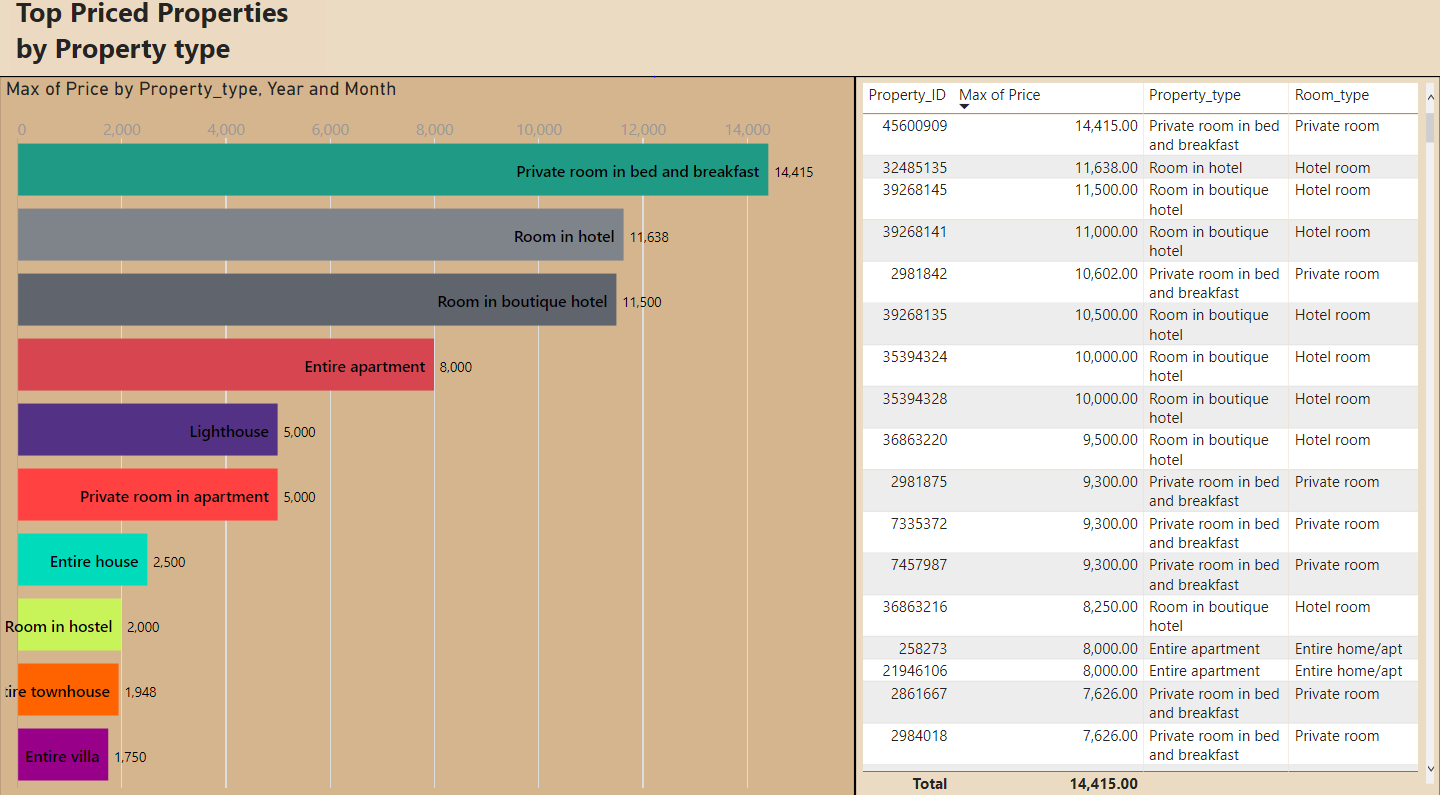 Top Priced Properties
by Property type
Max of Price by Property_type, Year and Month
0 2,000 4,000 6,000 8,000 10,000 12,000 14,000
Private room in bed and breakfast 14,415
Room in hotel 11,638
Room in boutique hotel 11,500
Entire apartment 8,000
Lighthouse 5,000
Private room in apartment 5,000
Entire house 2,500
Room in hostel 2,000
tire townhouse 1,948
Entire villa 1,750
Property_ID Max of Price Property_type Room_type
45600909 14,415.00 Private room in bed Private room
and breakfast
32485135 11,638.00 Room in hotel Hotel room
39268145 11,500.00 Room in boutique Hotel room
hotel
39268141 11,000.00 Room in boutique Hotel room
hotel
2981842 10,602.00 Private room in bed Private room
and breakfast
39268135 10,500.00 Room in boutique Hotel room
hotel
35394324 10,000.00 Room in boutique Hotel room
hotel
35394328 10,000.00 Room in boutique Hotel room
hotel
36863220 9,500.00 Room in boutique Hotel room
hotel
2981875 9,300.00 Private room in bed Private room
and breakfast
7335372 9,300.00 Private room in bed Private room
and breakfast
7457987 9,300.00 Private room in bed Private room
and breakfast
36863216 8,250.00 Room in boutique Hotel room
hotel
258273 8,000.00 Entire apartment Entire home/apt
21946106 8,000.00 Entire apartment Entire home/apt
2861667 7,626.00 Private room in bed Private room
and breakfast
2984018 7,626.00 Private room in bed Private room
and breakfast
Total 14,415.00